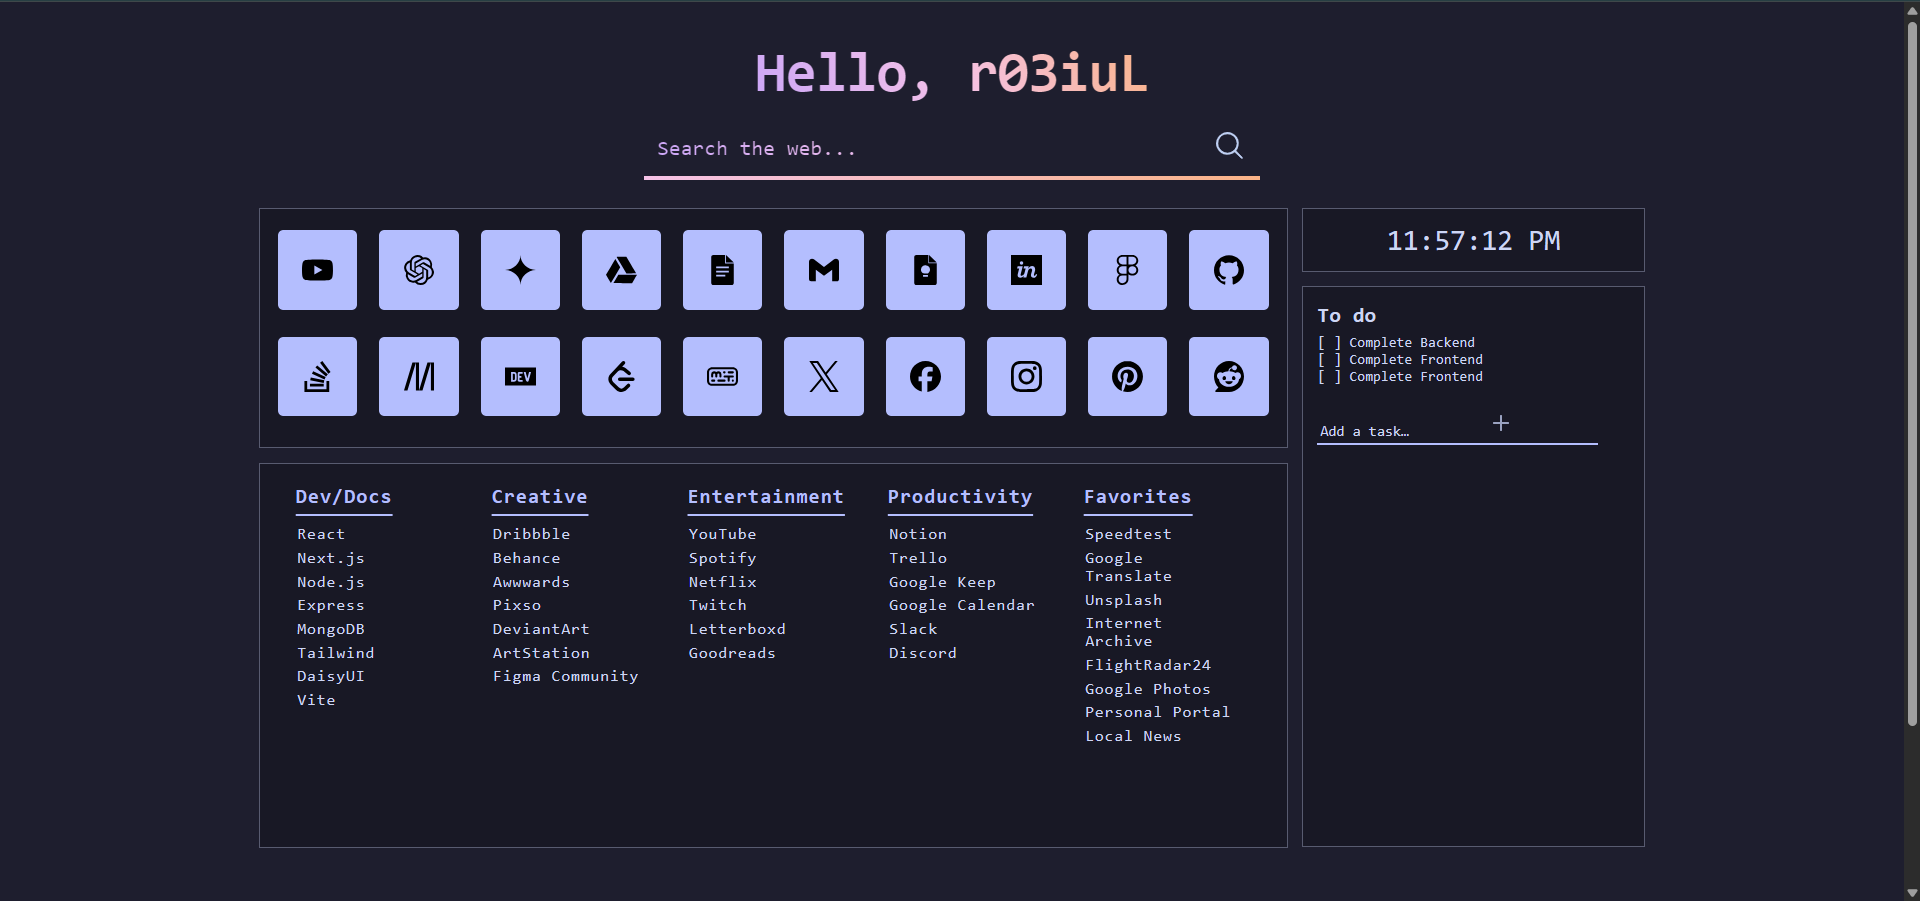 Hello, r03iuL
Search the web...
in
DEV
11:57:12 PM
To do
[ ] Complete Backend
[ ] Complete Frontend
[ ] Complete Frontend
Add a task…
Dev/Docs
React
Next.js
Node.js
Express
MongoDB
Tailwind
DaisyUI
Vite
Creative
Dribbble
Behance
Awwwards
Pixso
DeviantArt
ArtStation
Figma Community
Entertainment
YouTube
Spotify
Netflix
Twitch
Letterboxd
Goodreads
Productivity
Notion
Trello
Google Keep
Google Calendar
Slack
Discord
Favorites
Speedtest
Google
Translate
Unsplash
Internet
Archive
FlightRadar24
Google Photos
Personal Portal
Local News